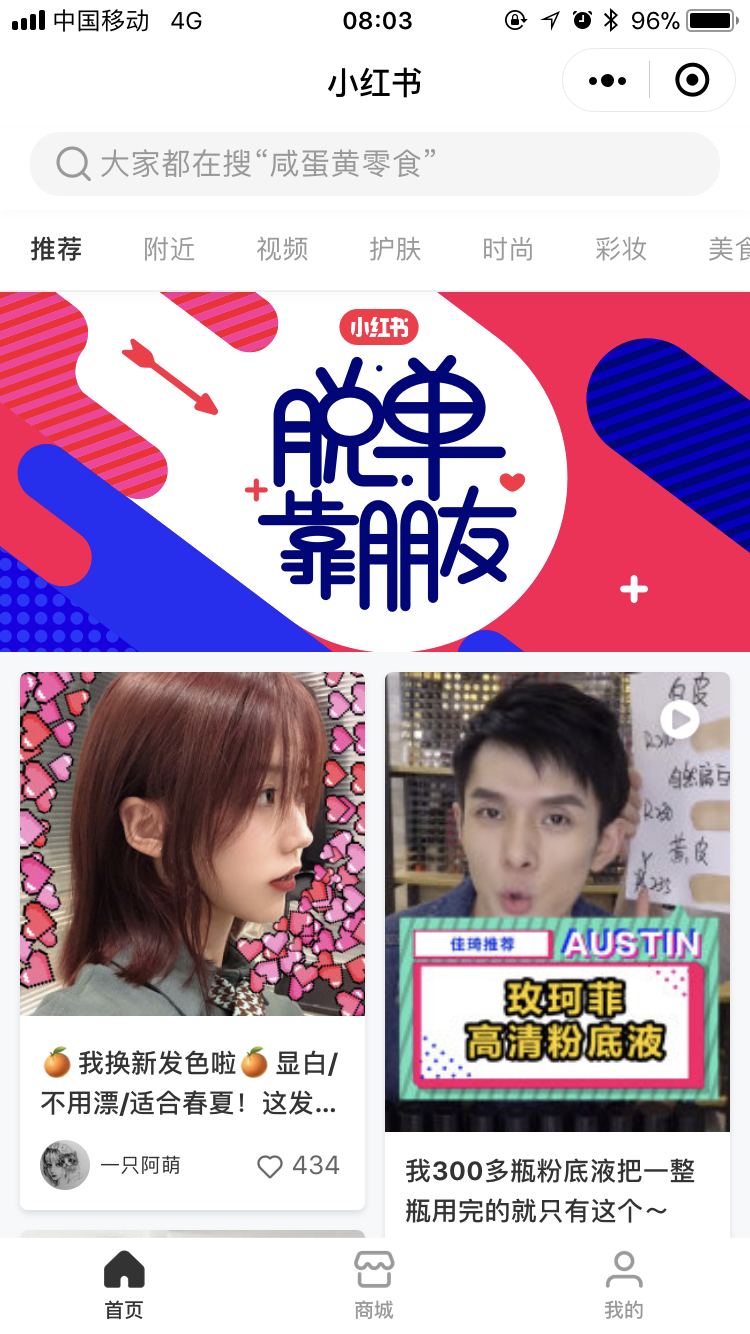 中国移动 4G 08:03 96%
小红书
大家都在搜“咸蛋黄零食”
推荐 附近 视频 护肤 时尚 彩妆 美食
小红书
脱单
靠朋友
白皮
自然偏白
黄皮
佳琦推荐 AUSTIN
玫珂菲
高清粉底液
🍊我换新发色啦🍊显白/
不用漂/适合春夏！这发...
一只阿萌 434
我300多瓶粉底液把一整
瓶用完的就只有这个～
首页 商城 我的